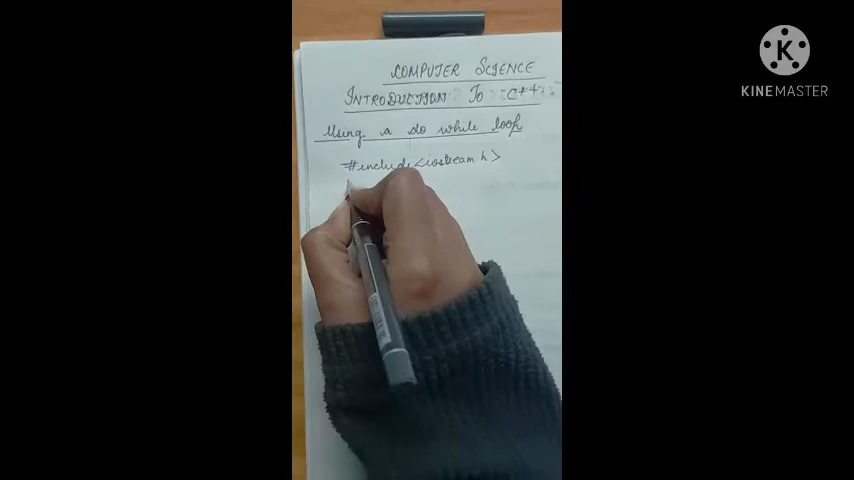 COMPUTER SCIENCE
INTRODUCTION TO C++
Using a do while loop
#include <iostream.h>
K
KINEMASTER